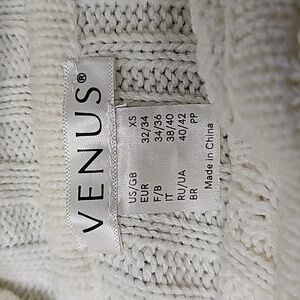 VENUS®
US/GB XS
EUR 32/34
F/B 34/36
IT 38/40
RU/UA 40/42
BR PP
Made in China